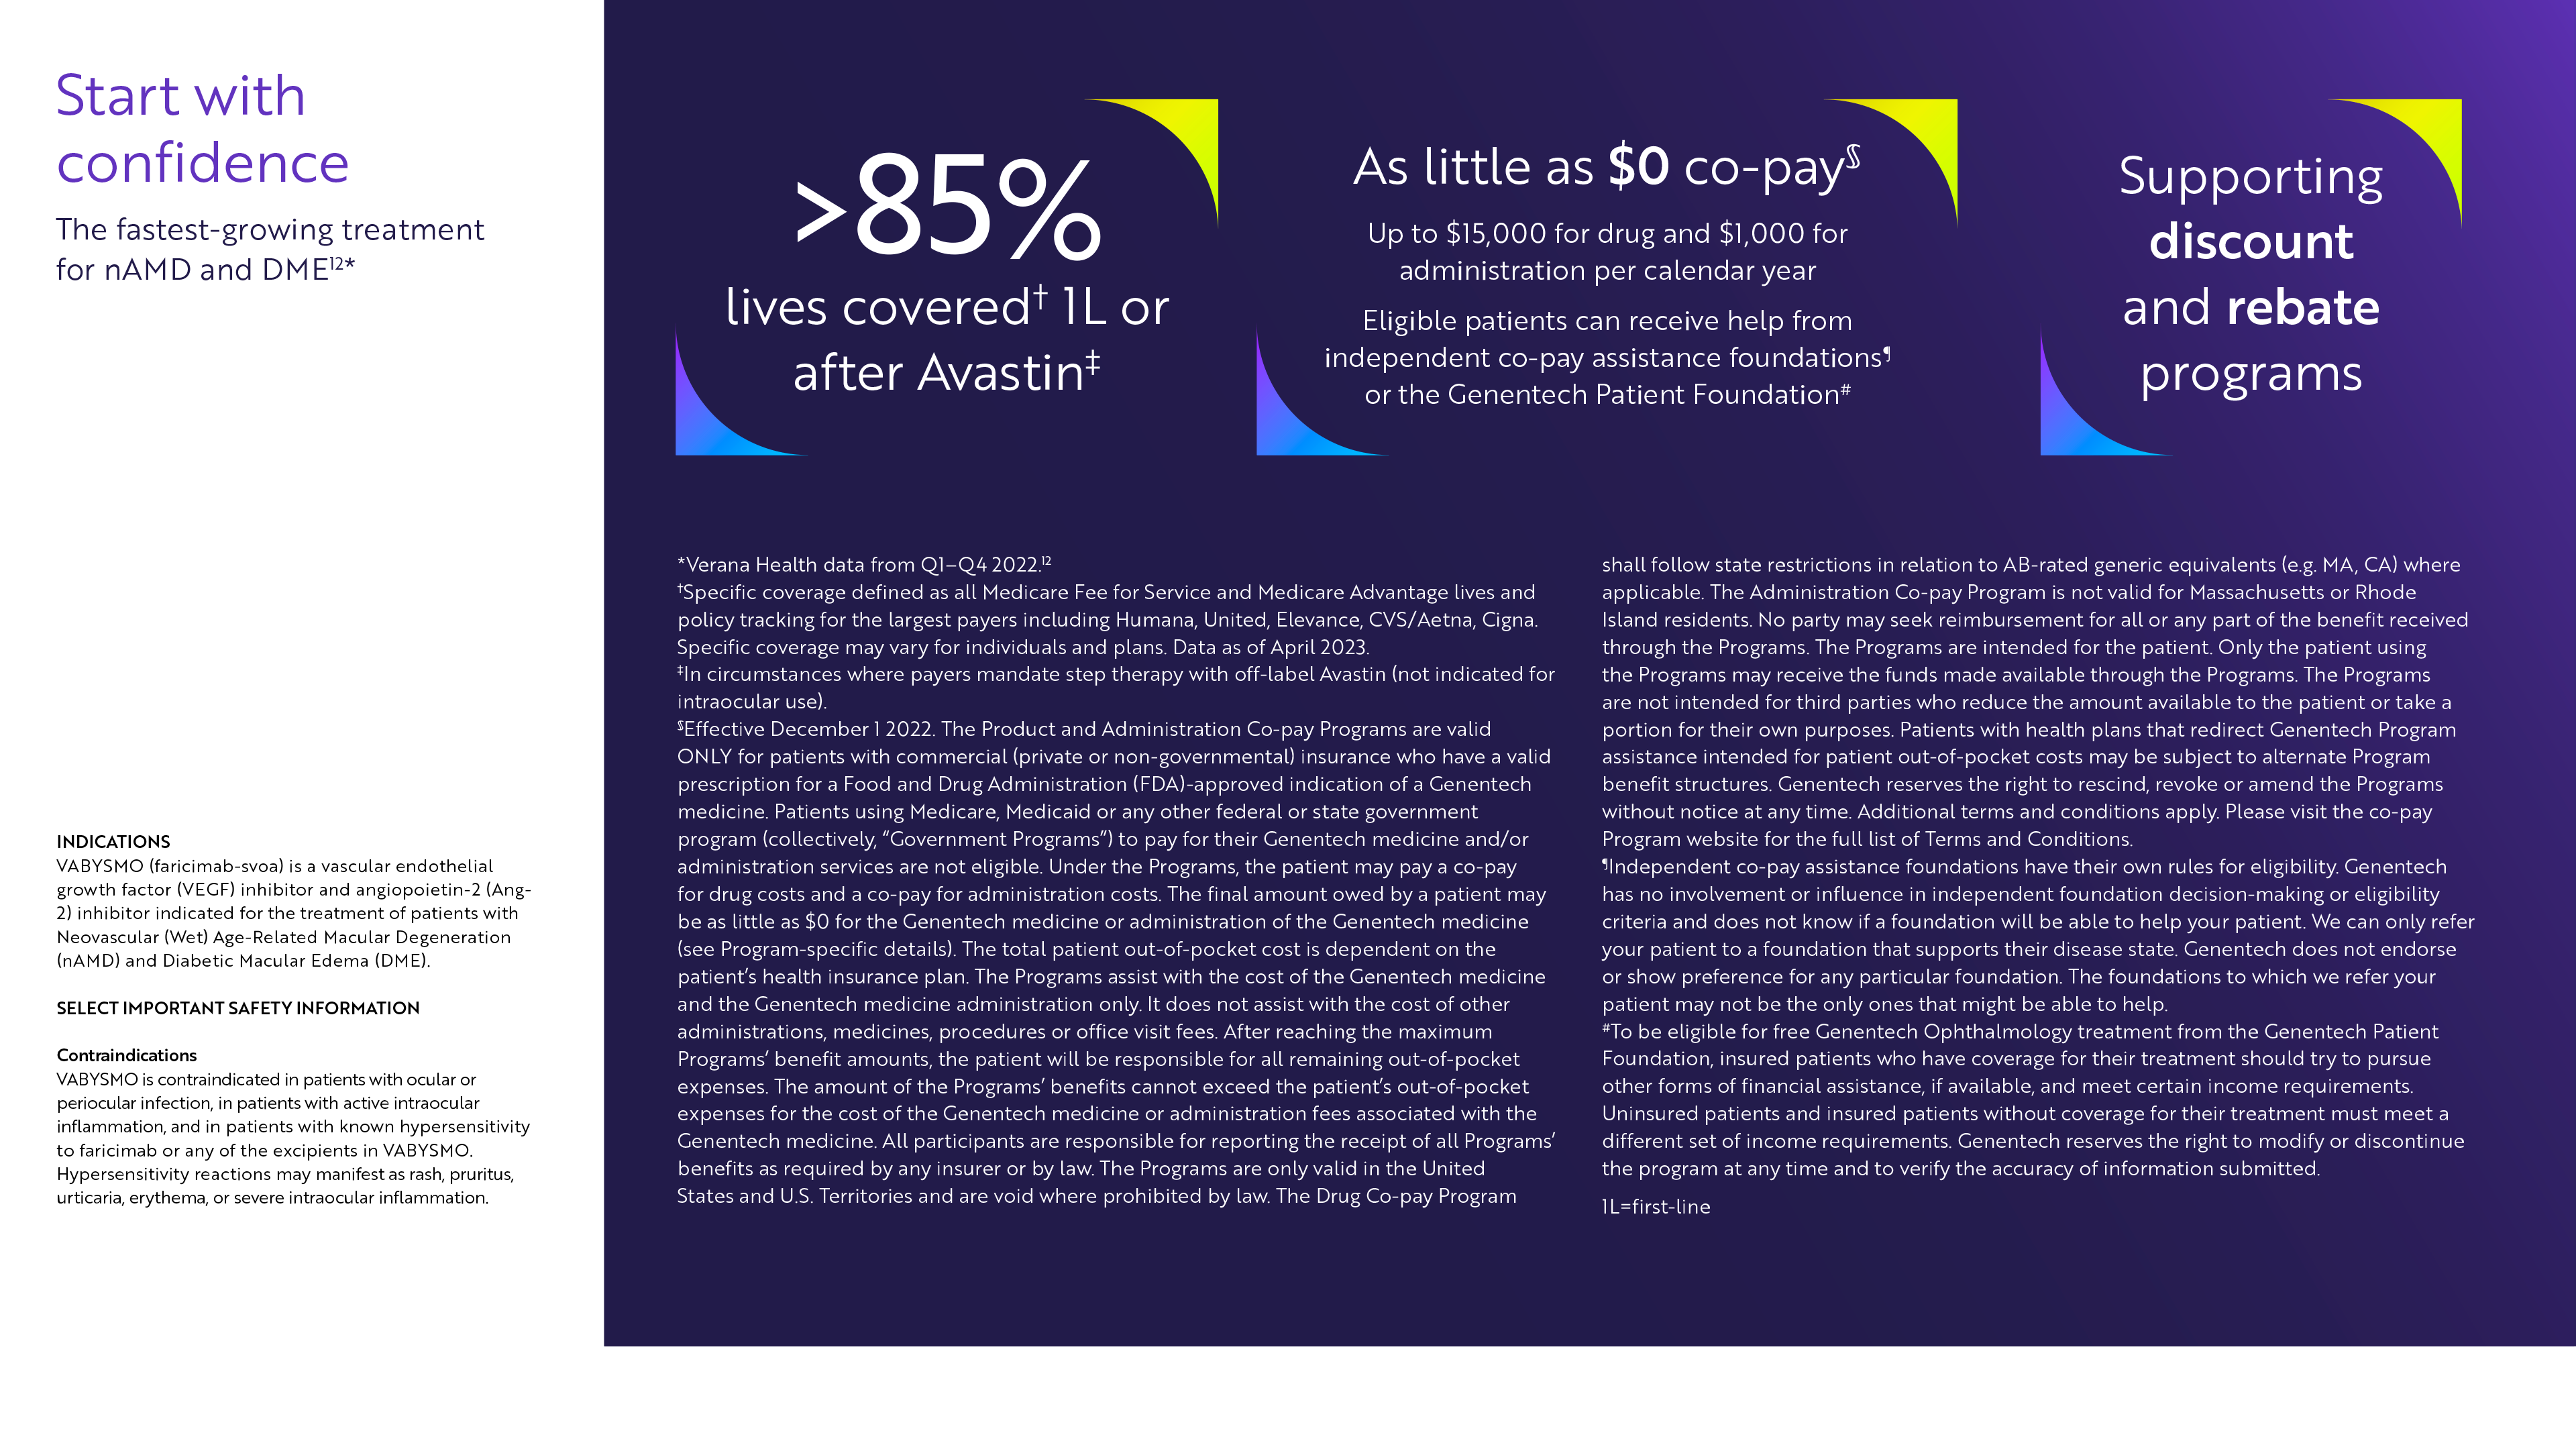 Start with
confidence
The fastest-growing treatment
for nAMD and DME¹²*
INDICATIONS
VABYSMO (faricimab-svoa) is a vascular endothelial
growth factor (VEGF) inhibitor and angiopoietin-2 (Ang-
2) inhibitor indicated for the treatment of patients with
Neovascular (Wet) Age-Related Macular Degeneration
(nAMD) and Diabetic Macular Edema (DME).
SELECT IMPORTANT SAFETY INFORMATION
Contraindications
VABYSMO is contraindicated in patients with ocular or
periocular infection, in patients with active intraocular
inflammation, and in patients with known hypersensitivity
to faricimab or any of the excipients in VABYSMO.
Hypersensitivity reactions may manifest as rash, pruritus,
urticaria, erythema, or severe intraocular inflammation.
>85%
lives covered† 1L or
after Avastin‡
As little as $0 co-pay§
Up to $15,000 for drug and $1,000 for
administration per calendar year
Eligible patients can receive help from
independent co-pay assistance foundations¶
or the Genentech Patient Foundation#
Supporting
discount
and rebate
programs
*Verana Health data from Q1–Q4 2022.¹²
†Specific coverage defined as all Medicare Fee for Service and Medicare Advantage lives and
policy tracking for the largest payers including Humana, United, Elevance, CVS/Aetna, Cigna.
Specific coverage may vary for individuals and plans. Data as of April 2023.
‡In circumstances where payers mandate step therapy with off-label Avastin (not indicated for
intraocular use).
§Effective December 1 2022. The Product and Administration Co-pay Programs are valid
ONLY for patients with commercial (private or non-governmental) insurance who have a valid
prescription for a Food and Drug Administration (FDA)-approved indication of a Genentech
medicine. Patients using Medicare, Medicaid or any other federal or state government
program (collectively, “Government Programs”) to pay for their Genentech medicine and/or
administration services are not eligible. Under the Programs, the patient may pay a co-pay
for drug costs and a co-pay for administration costs. The final amount owed by a patient may
be as little as $0 for the Genentech medicine or administration of the Genentech medicine
(see Program-specific details). The total patient out-of-pocket cost is dependent on the
patient’s health insurance plan. The Programs assist with the cost of the Genentech medicine
and the Genentech medicine administration only. It does not assist with the cost of other
administrations, medicines, procedures or office visit fees. After reaching the maximum
Programs’ benefit amounts, the patient will be responsible for all remaining out-of-pocket
expenses. The amount of the Programs’ benefits cannot exceed the patient’s out-of-pocket
expenses for the cost of the Genentech medicine or administration fees associated with the
Genentech medicine. All participants are responsible for reporting the receipt of all Programs’
benefits as required by any insurer or by law. The Programs are only valid in the United
States and U.S. Territories and are void where prohibited by law. The Drug Co-pay Program
shall follow state restrictions in relation to AB-rated generic equivalents (e.g. MA, CA) where
applicable. The Administration Co-pay Program is not valid for Massachusetts or Rhode
Island residents. No party may seek reimbursement for all or any part of the benefit received
through the Programs. The Programs are intended for the patient. Only the patient using
the Programs may receive the funds made available through the Programs. The Programs
are not intended for third parties who reduce the amount available to the patient or take a
portion for their own purposes. Patients with health plans that redirect Genentech Program
assistance intended for patient out-of-pocket costs may be subject to alternate Program
benefit structures. Genentech reserves the right to rescind, revoke or amend the Programs
without notice at any time. Additional terms and conditions apply. Please visit the co-pay
Program website for the full list of Terms and Conditions.
¶Independent co-pay assistance foundations have their own rules for eligibility. Genentech
has no involvement or influence in independent foundation decision-making or eligibility
criteria and does not know if a foundation will be able to help your patient. We can only refer
your patient to a foundation that supports their disease state. Genentech does not endorse
or show preference for any particular foundation. The foundations to which we refer your
patient may not be the only ones that might be able to help.
#To be eligible for free Genentech Ophthalmology treatment from the Genentech Patient
Foundation, insured patients who have coverage for their treatment should try to pursue
other forms of financial assistance, if available, and meet certain income requirements.
Uninsured patients and insured patients without coverage for their treatment must meet a
different set of income requirements. Genentech reserves the right to modify or discontinue
the program at any time and to verify the accuracy of information submitted.
1L=first-line